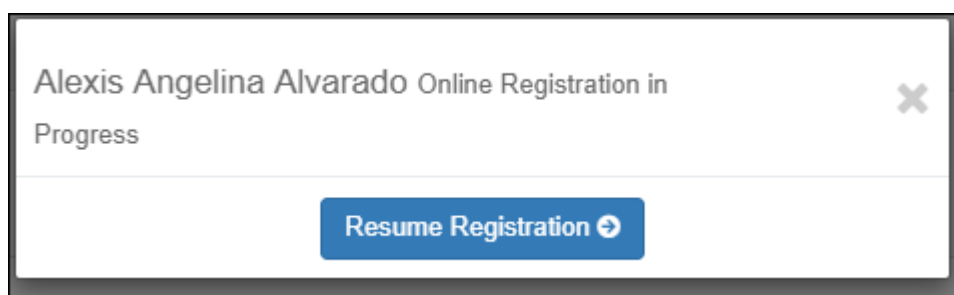 Alexis Angelina Alvarado Online Registration in
Progress
Resume Registration